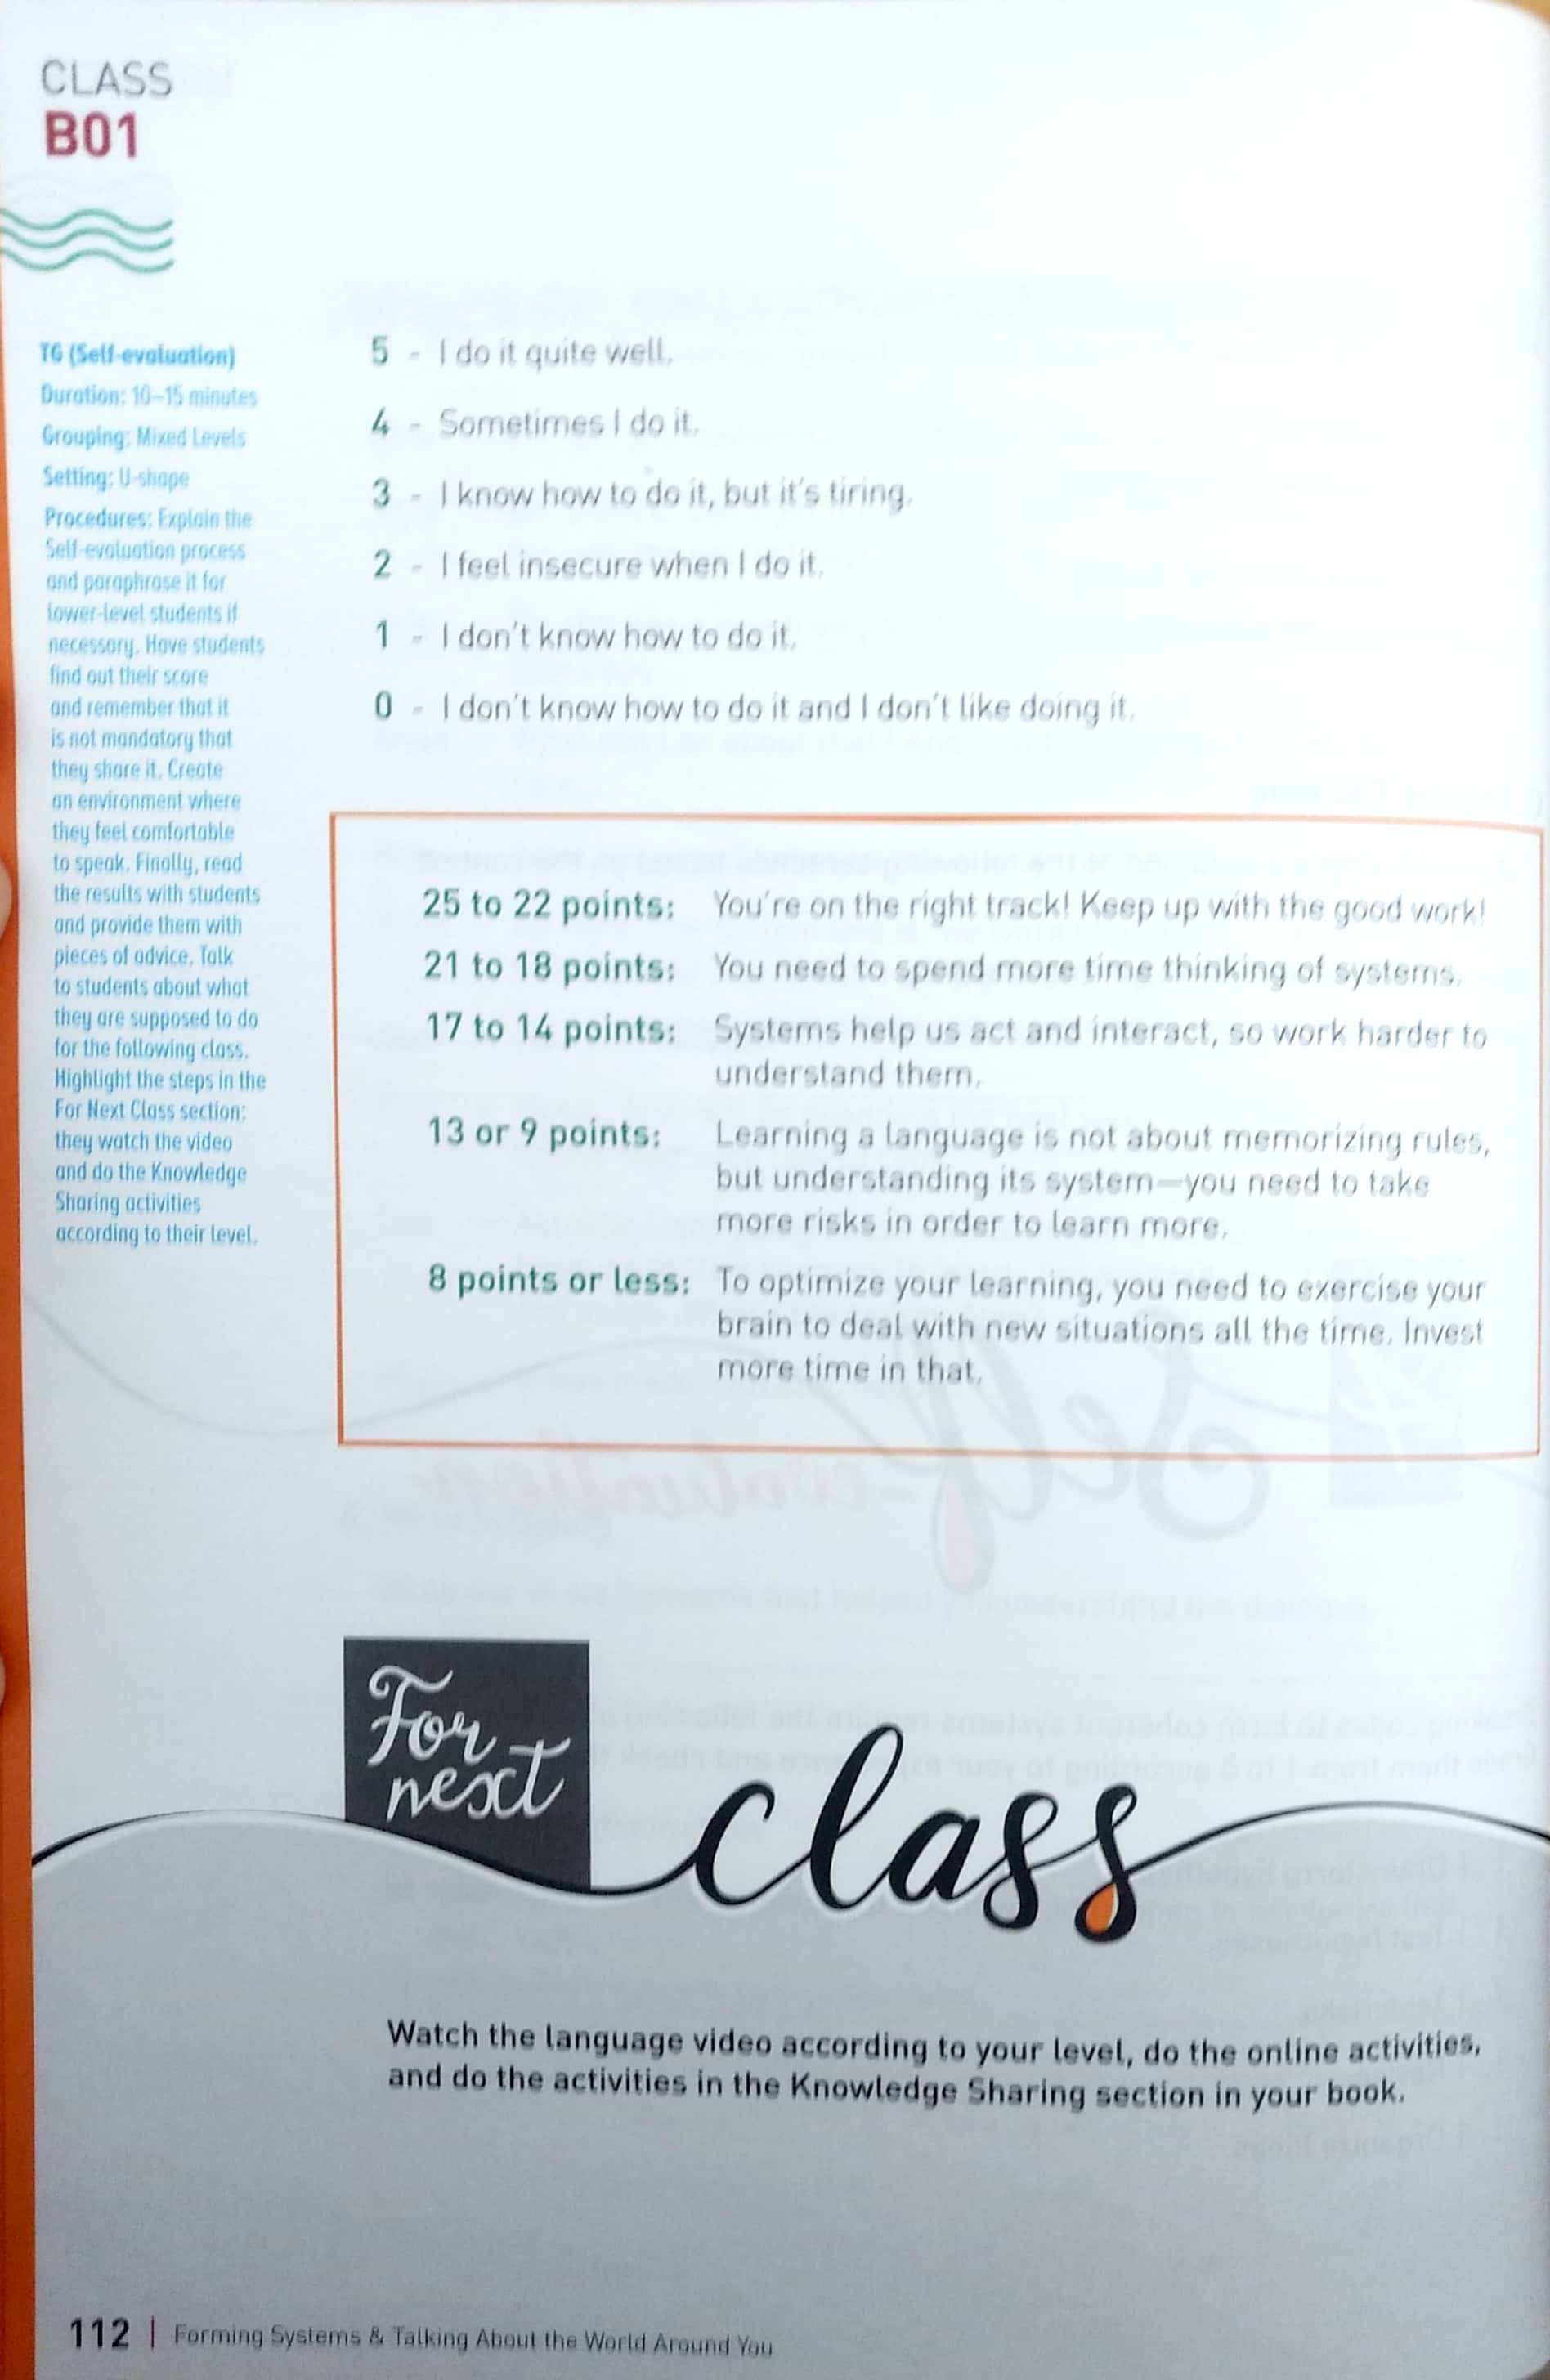 CLASS
B01
TG (Self-evaluation)
Duration: 10–15 minutes
Grouping: Mixed Levels
Setting: U-shape
Procedures: Explain the
Self-evaluation process
and paraphrase it for
lower-level students if
necessary. Have students
find out their score
and remember that it
is not mandatory that
they share it. Create
an environment where
they feel comfortable
to speak. Finally, read
the results with students
and provide them with
pieces of advice. Talk
to students about what
they are supposed to do
for the following class.
Highlight the steps in the
For Next Class section:
they watch the video
and do the Knowledge
Sharing activities
according to their level.
5 - I do it quite well.
4 - Sometimes I do it.
3 - I know how to do it, but it's tiring.
2 - I feel insecure when I do it.
1 - I don't know how to do it.
0 - I don't know how to do it and I don't like doing it.
25 to 22 points: You're on the right track! Keep up with the good work!
21 to 18 points: You need to spend more time thinking of systems.
17 to 14 points: Systems help us act and interact, so work harder to
understand them.
13 or 9 points: Learning a language is not about memorizing rules,
but understanding its system—you need to take
more risks in order to learn more.
8 points or less: To optimize your learning, you need to exercise your
brain to deal with new situations all the time. Invest
more time in that.
For
next
class
Watch the language video according to your level, do the online activities,
and do the activities in the Knowledge Sharing section in your book.
112 | Forming Systems & Talking About the World Around You